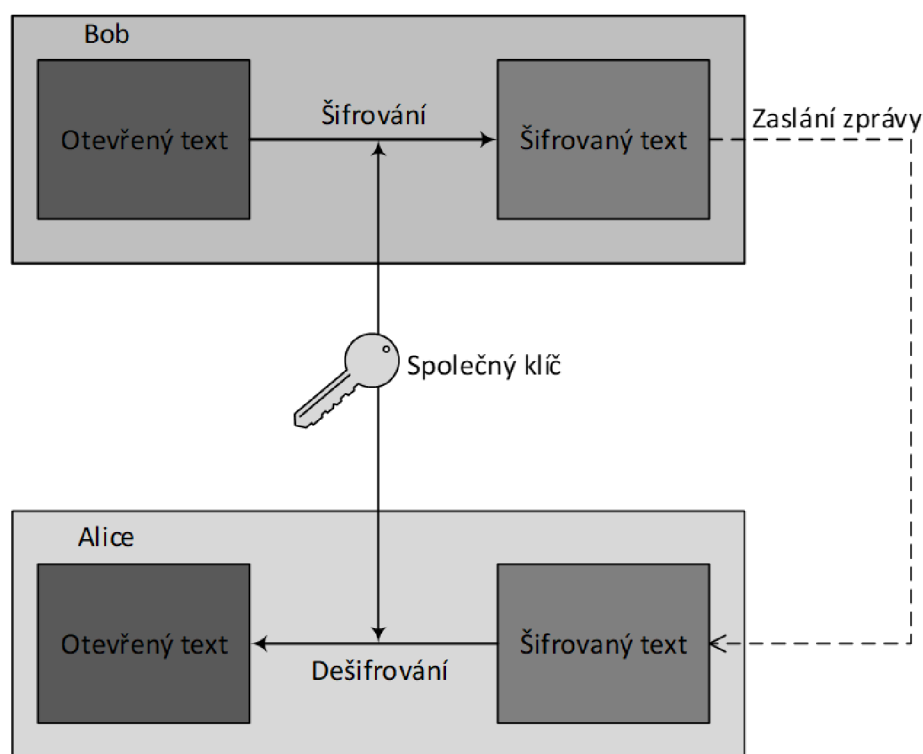 Bob
Šifrování
Otevřený text
Šifrovaný text
Zaslání zprávy
Společný klíč
Alice
Otevřený text
Šifrovaný text
Dešifrování